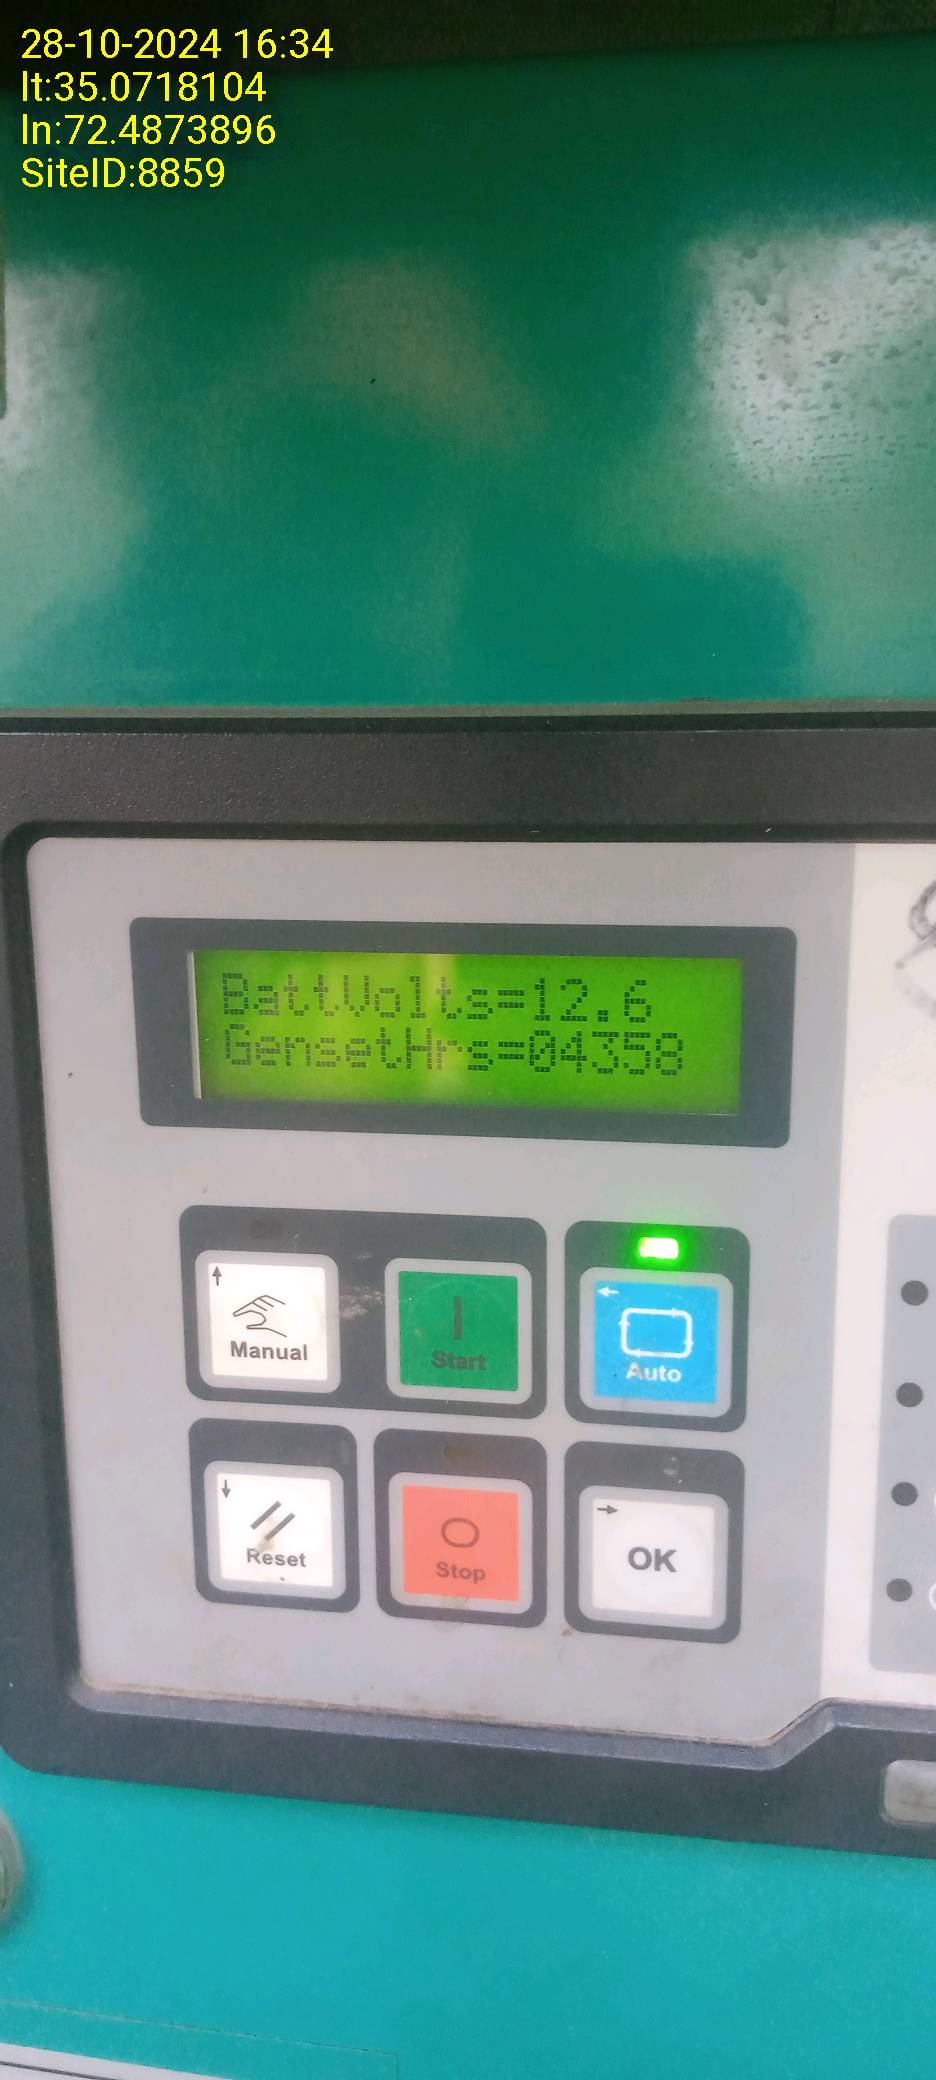 28-10-2024 16:34
lt:35.0718104
ln:72.4873896
SiteID:8859
BattVolts=12.6
GensetHrs=04358
Manual
Start
Auto
Reset
Stop
OK